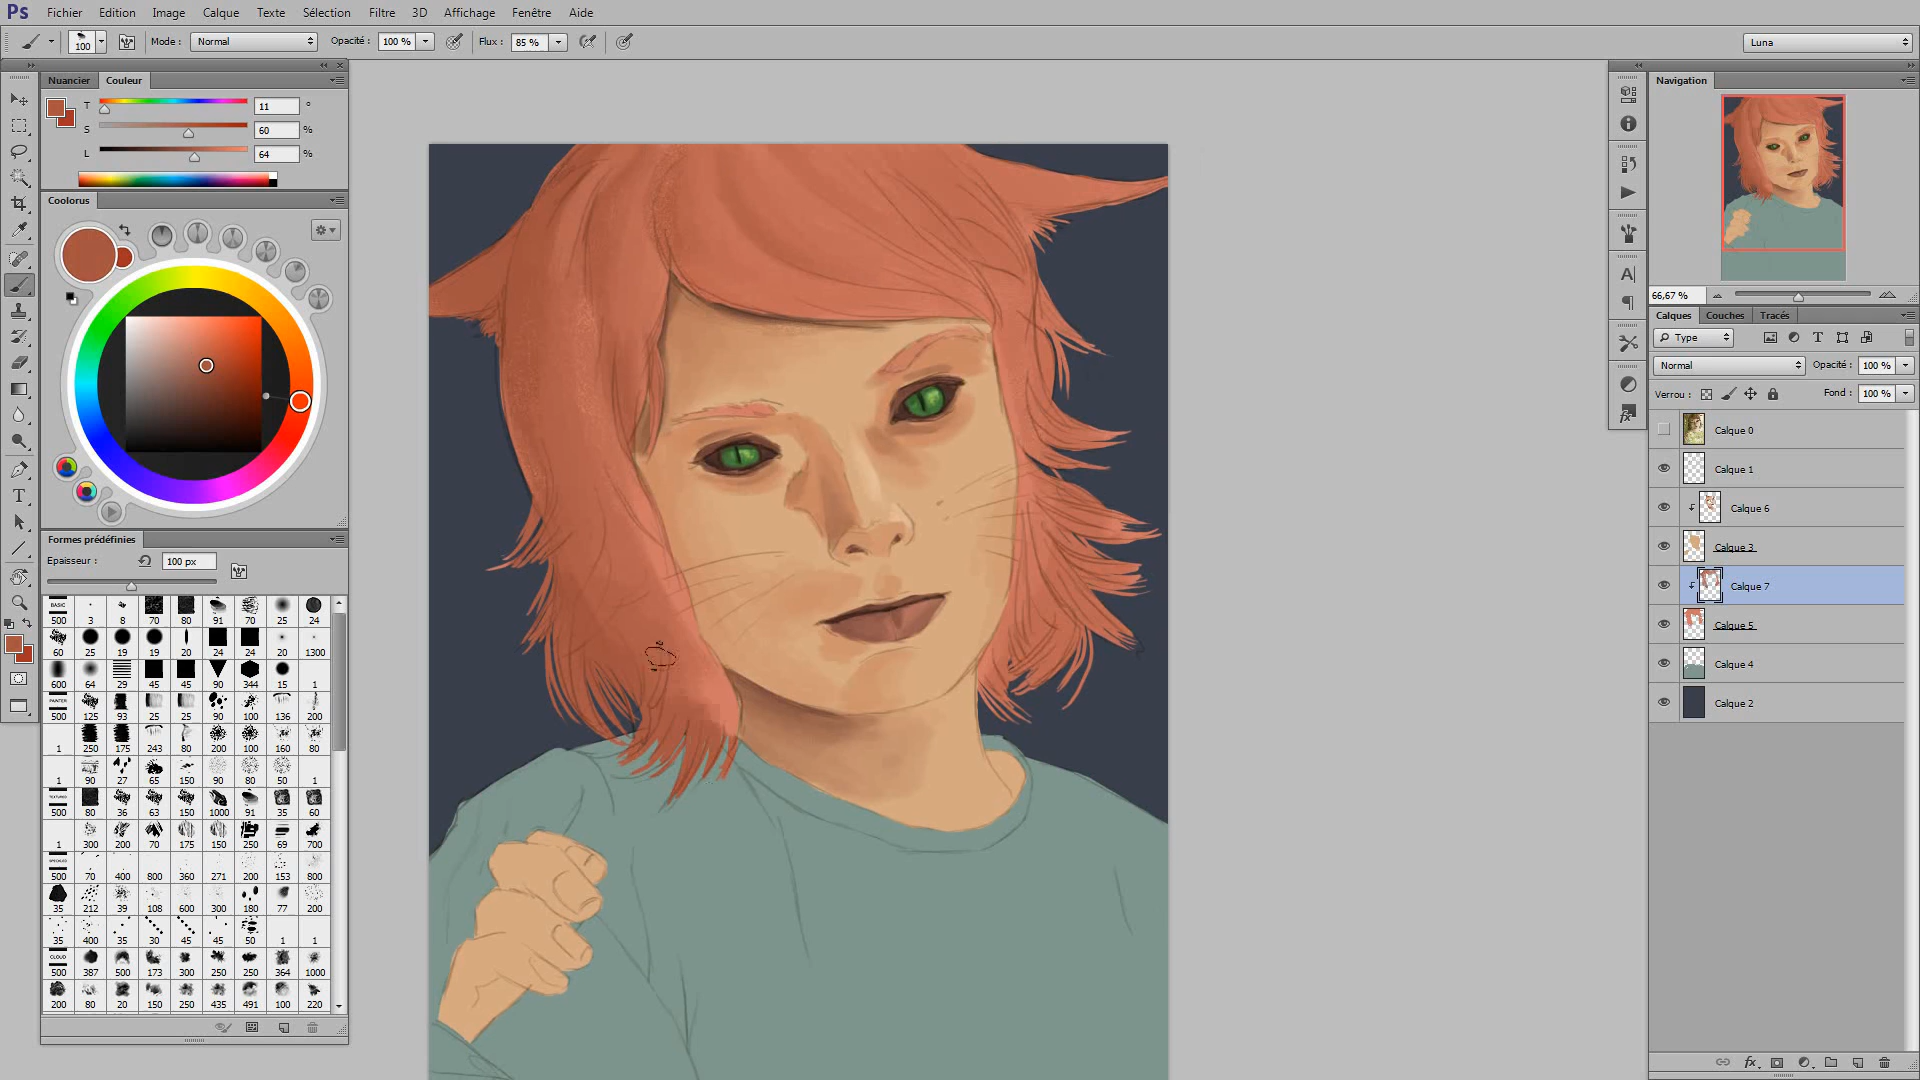 Ps Fichier Edition Image Calque Texte Sélection Filtre 3D Affichage Fenêtre Aide
100 Mode : Normal Opacité : 100 % Flux : 85 % Luna
Nuancier Couleur
T 11 °
S 60 %
L 64 %
Coolorus
Formes prédéfinies
Epaisseur : 100 px
BASIC
500 3 8 70 80 91 70 25 24
60 25 19 19 20 24 24 20 1300
600 64 29 45 45 90 344 15 1
PAINTER
500 125 93 25 25 90 100 136 200
1 250 175 243 80 200 100 160 80
1 90 27 65 150 90 80 50 1
TEXTURED
500 80 36 63 150 1000 91 35 60
1 300 200 70 175 150 250 69 700
SPECKLED
500 70 400 800 360 271 200 153 800
35 212 39 108 600 300 180 77 200
35 400 35 30 45 45 50 1 1
CLOUD
500 387 500 173 300 250 250 364 1000
200 80 20 150 250 435 491 100 220
Navigation
66,67 %
Calques Couches Tracés
Type
Normal Opacité : 100 %
Verrou : Fond : 100 %
Calque 0
Calque 1
Calque 6
Calque 3
Calque 7
Calque 5
Calque 4
Calque 2